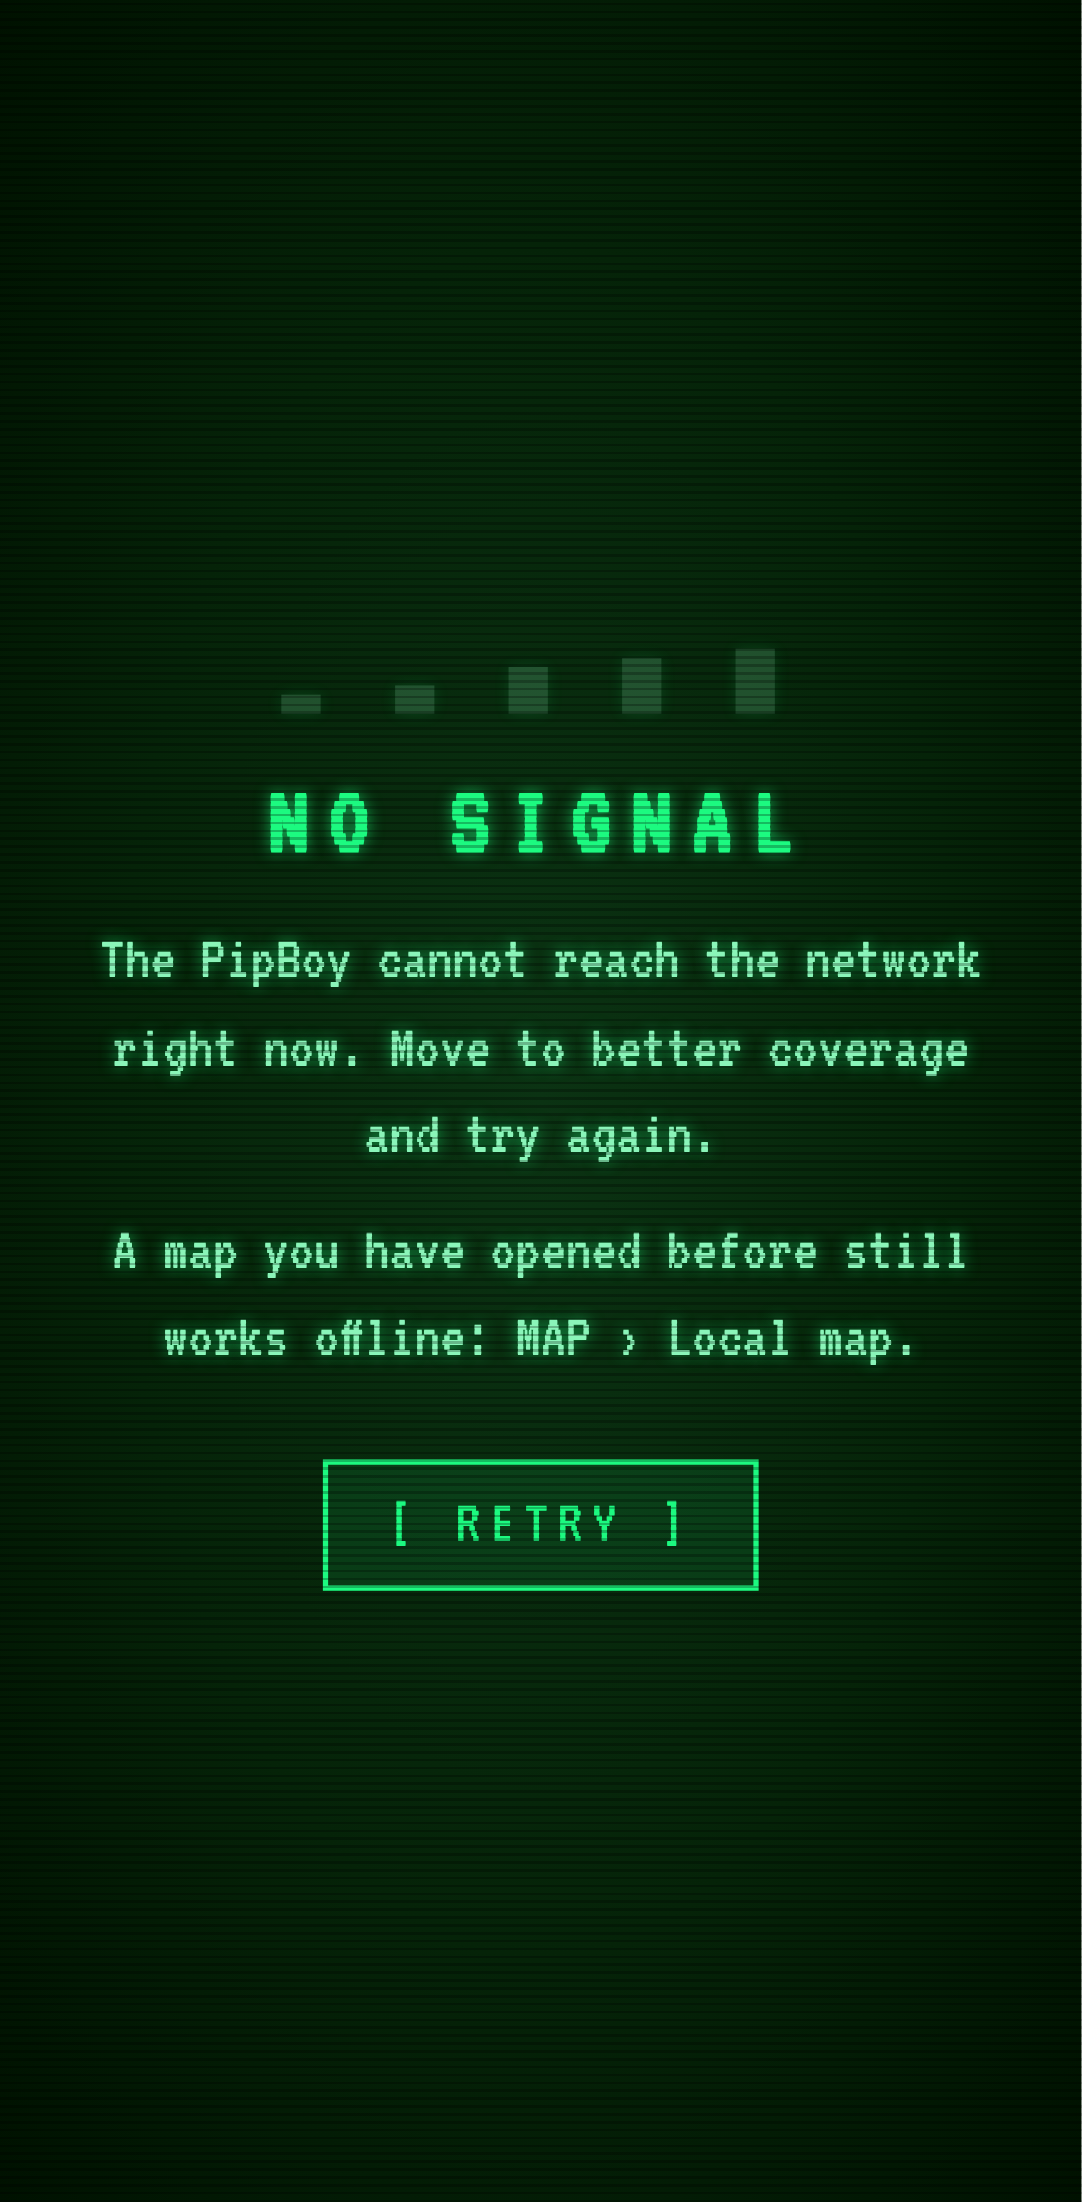 NO SIGNAL
The PipBoy cannot reach the network
right now. Move to better coverage
and try again.
A map you have opened before still
works offline: MAP › Local map.
[ RETRY ]